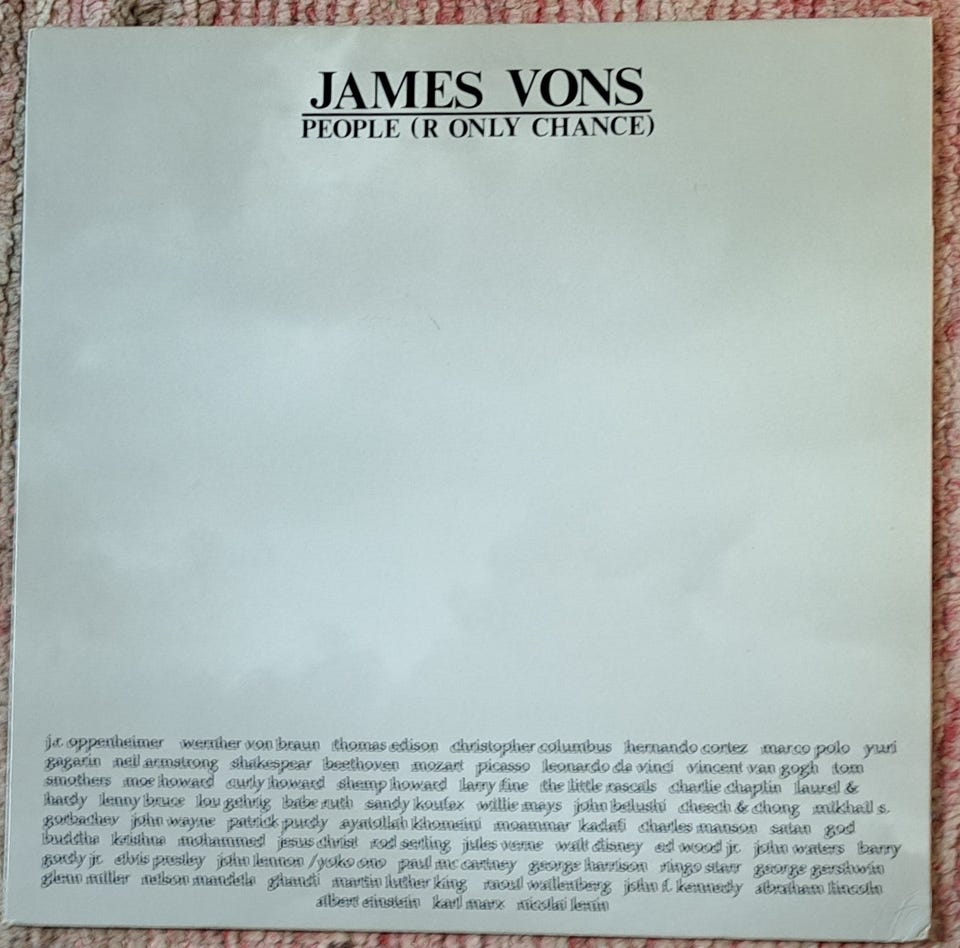 JAMES VONS
PEOPLE (R ONLY CHANCE)
j.r. oppenheimer wernher von braun thomas edison christopher columbus hernando cortez marco polo yuri
gagarin neil armstrong shakespear beethoven mozart picasso leonardo da vinci vincent van gogh tom
smothers moe howard curly howard shemp howard larry fine the little rascals charlie chaplin laurel &
hardy lenny bruce lou gehrig babe ruth sandy koufax willie mays john belushi cheech & chong mikhail s.
gorbachev john wayne patrick purdy ayatollah khomeini moammar kadafi charles manson satan god
buddha krishna mohammed jesus christ rod serling jules verne walt disney ed wood jr. john waters barry
gordy jr. elvis presley john lennon / yoko ono paul mc cartney george harrison ringo starr george gershwin
glenn miller nelson mandela ghandi martin luther king raoul wallenberg john f. kennedy abraham lincoln
albert einstein karl marx nicolai lenin